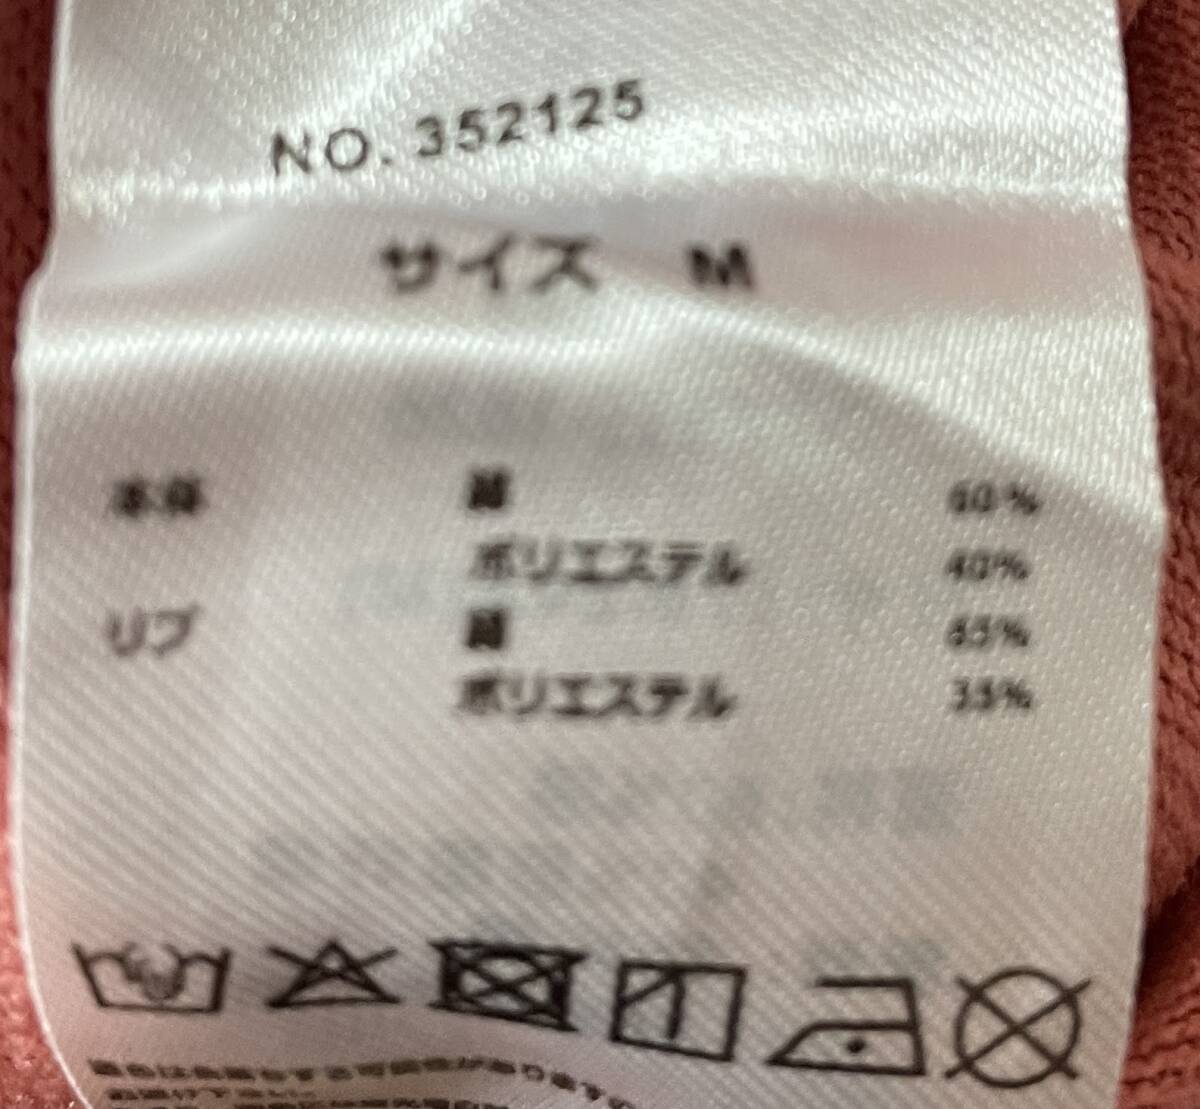 NO. 352125
サイズ M
本体 綿 60%
ポリエステル 40%
リブ 綿 65%
ポリエステル 35%